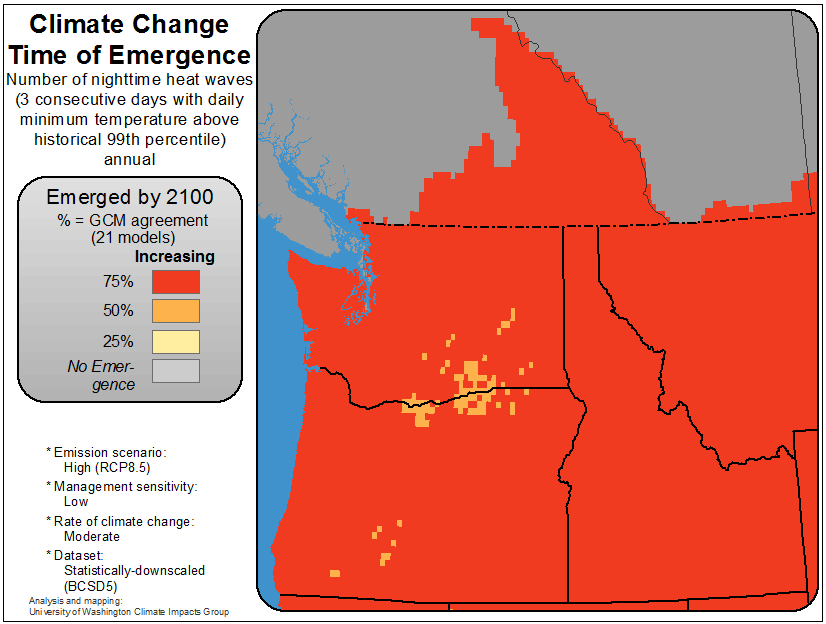 Climate Change
Time of Emergence
Number of nighttime heat waves
(3 consecutive days with daily
minimum temperature above
historical 99th percentile)
annual
Emerged by 2100
% = GCM agreement
(21 models)
Increasing
75%
50%
25%
No Emer-
gence
* Emission scenario:
High (RCP8.5)
* Management sensitivity:
Low
* Rate of climate change:
Moderate
* Dataset:
Statistically-downscaled
(BCSD5)
Analysis and mapping:
University of Washington Climate Impacts Group